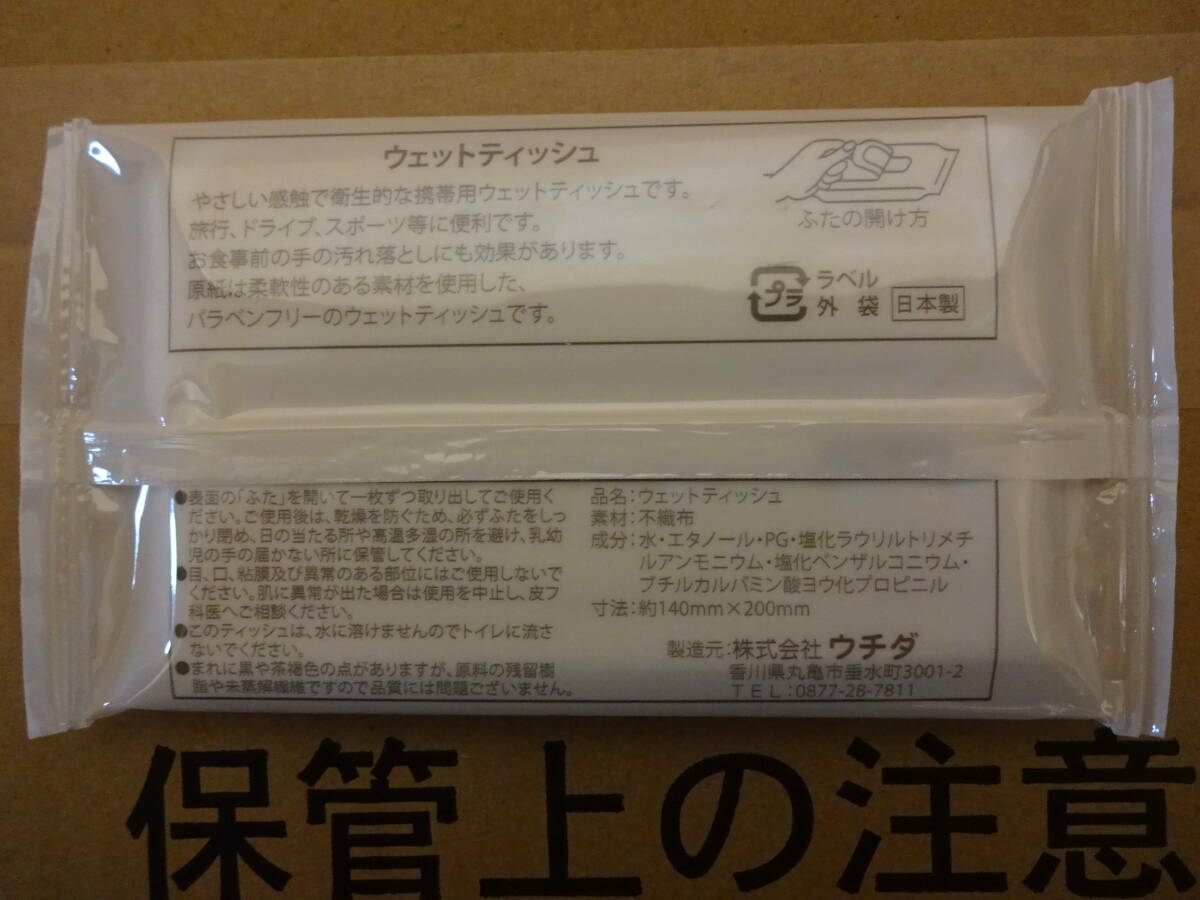 ウェットティッシュ
やさしい感触で衛生的な携帯用ウェットティッシュです。
旅行、ドライブ、スポーツ等に便利です。
お食事前の手の汚れ落としにも効果があります。
原紙は柔軟性のある素材を使用した、
パラベンフリーのウェットティッシュです。
ふたの開け方
プラ
ラベル
外 袋
日本製
●表面の「ふた」を開いて一枚ずつ取り出してご使用く
ださい。ご使用後は、乾燥を防ぐため、必ずふたをしっ
かり閉め、日の当たる所や高温多湿の所を避け、乳幼
児の手の届かない所に保管してください。
●目、口、粘膜及び異常のある部位にはご使用しないで
ください。肌に異常が出た場合は使用を中止し、皮フ
科医へご相談ください。
●このティッシュは、水に溶けませんのでトイレに流さ
ないでください。
●まれに黒や茶褐色の点がありますが、原料の残留樹
脂や未蒸解繊維ですので品質には問題ございません。
品名:ウェットティッシュ
素材:不織布
成分:水・エタノール・PG・塩化ラウリルトリメチ
ルアンモニウム・塩化ベンザルコニウム・
ブチルカルバミン酸ヨウ化プロピニル
寸法:約140mm×200mm
製造元:株式会社 ウチダ
香川県丸亀市垂水町3001-2
TEL:0877-28-7811
保管上の注意